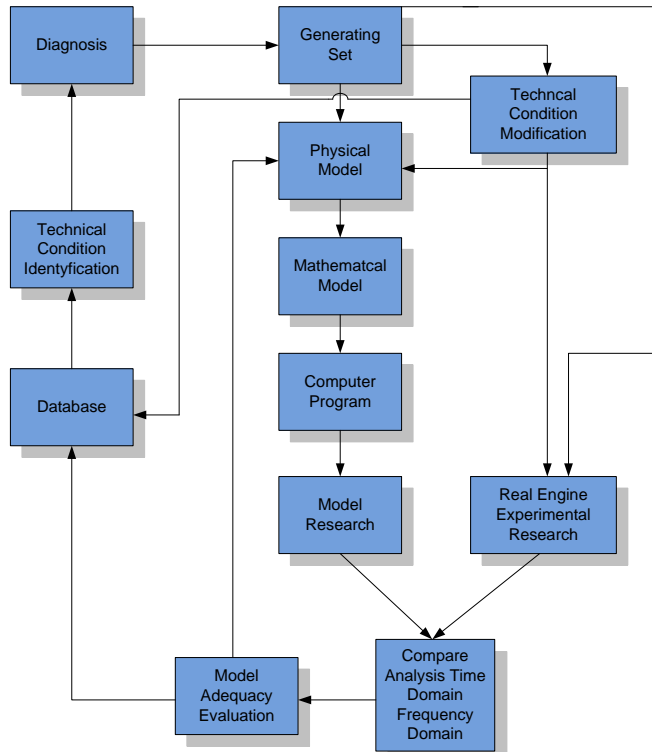 Diagnosis
Generating
Set
Techncal
Condition
Modification
Physical
Model
Technical
Condition
Identyfication
Mathematcal
Model
Computer
Program
Database
Model
Research
Real Engine
Experimental
Research
Compare
Analysis Time
Domain
Frequency
Domain
Model
Adequacy
Evaluation